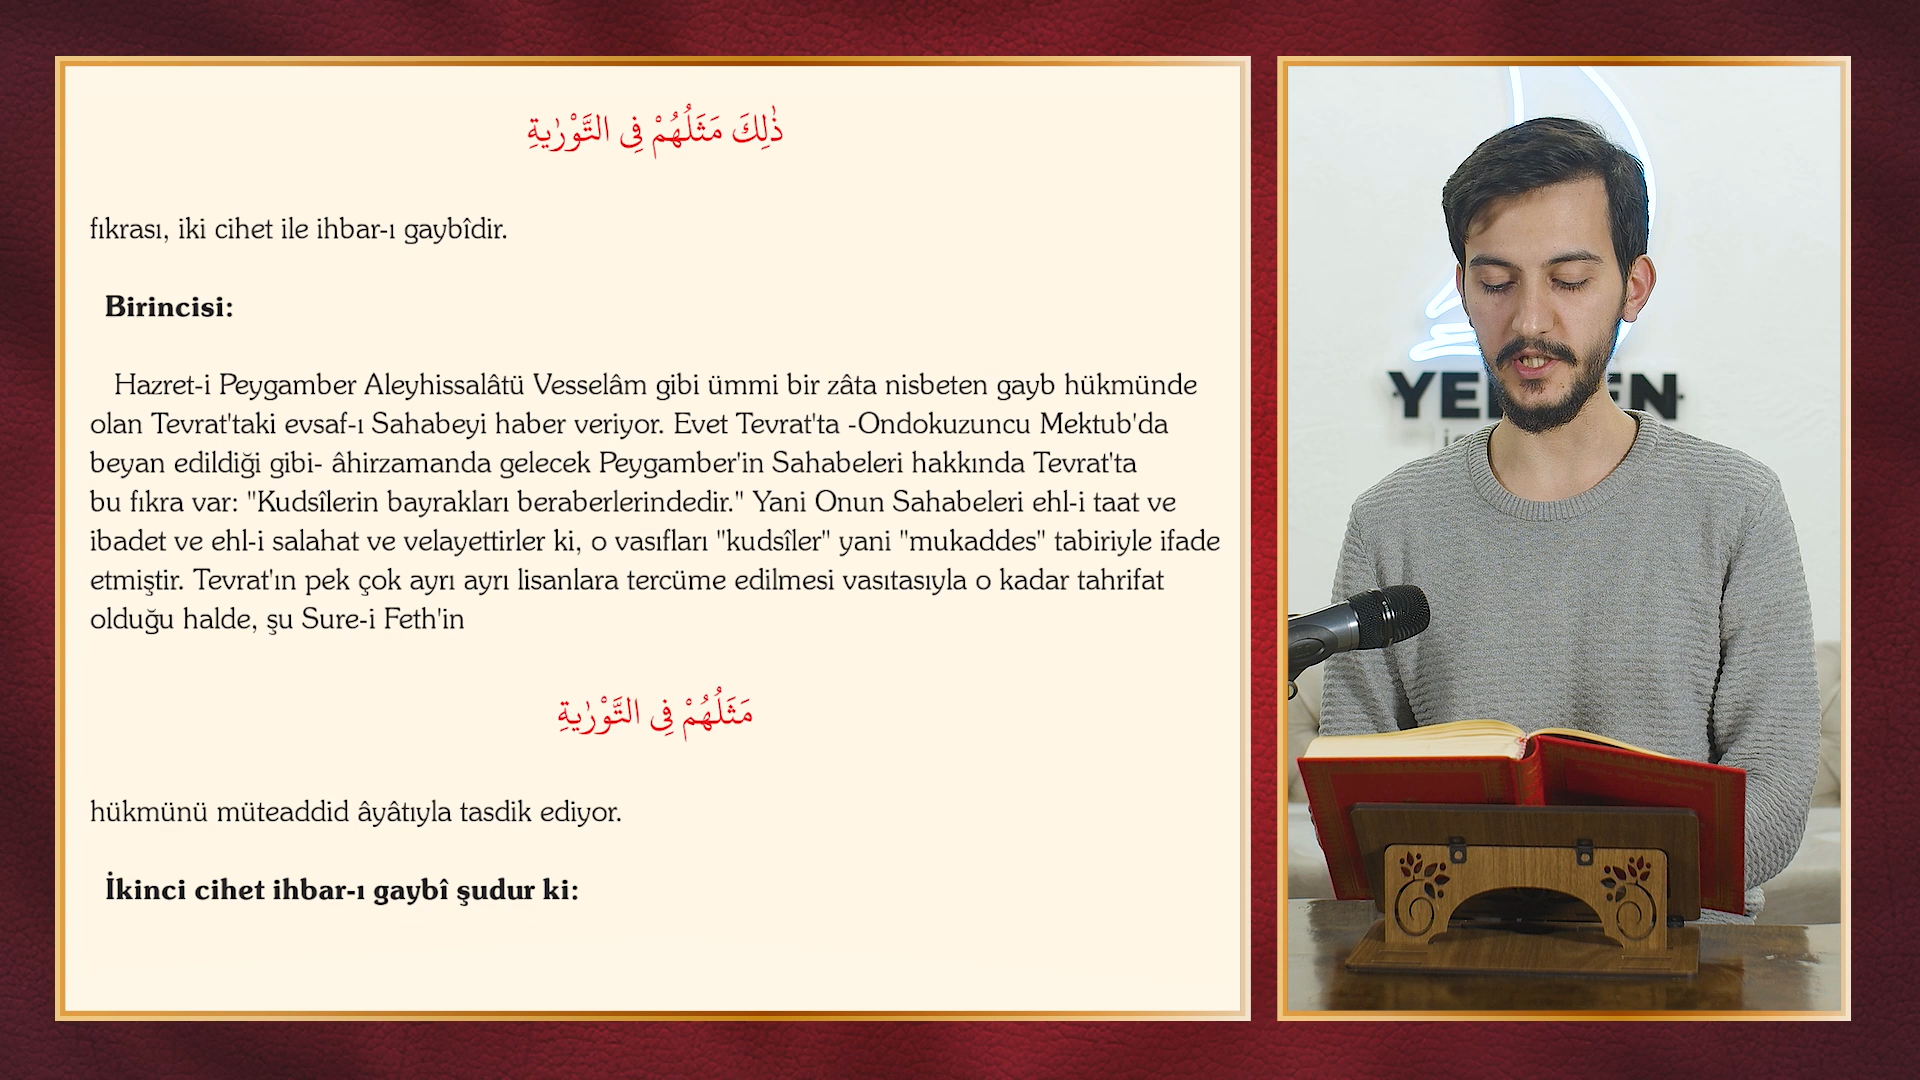 ذٰلِكَ مَثَلُهُمْ فِى التَّوْرٰيةِ
fıkrası, iki cihet ile ihbar-ı gaybîdir.
Birincisi:
Hazret-i Peygamber Aleyhissalâtü Vesselâm gibi ümmi bir zâta nisbeten gayb hükmünde
olan Tevrat'taki evsaf-ı Sahabeyi haber veriyor. Evet Tevrat'ta -Ondokuzuncu Mektub'da
beyan edildiği gibi- âhirzamanda gelecek Peygamber'in Sahabeleri hakkında Tevrat'ta
bu fıkra var: "Kudsîlerin bayrakları beraberlerindedir." Yani Onun Sahabeleri ehl-i taat ve
ibadet ve ehl-i salahat ve velayettirler ki, o vasıfları "kudsîler" yani "mukaddes" tabiriyle ifade
etmiştir. Tevrat'ın pek çok ayrı ayrı lisanlara tercüme edilmesi vasıtasıyla o kadar tahrifat
olduğu halde, şu Sure-i Feth'in
مَثَلُهُمْ فِى التَّوْرٰيةِ
hükmünü müteaddid âyâtıyla tasdik ediyor.
İkinci cihet ihbar-ı gaybî şudur ki: